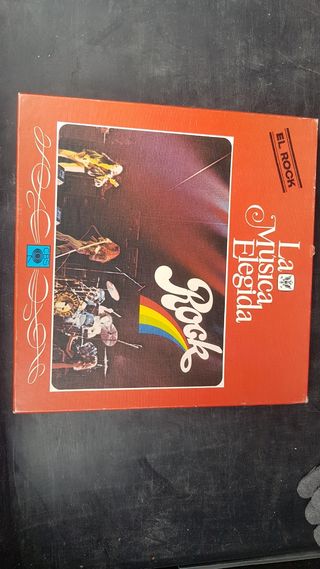 EL ROCK
La
Música
Elegida
Rock
CBS